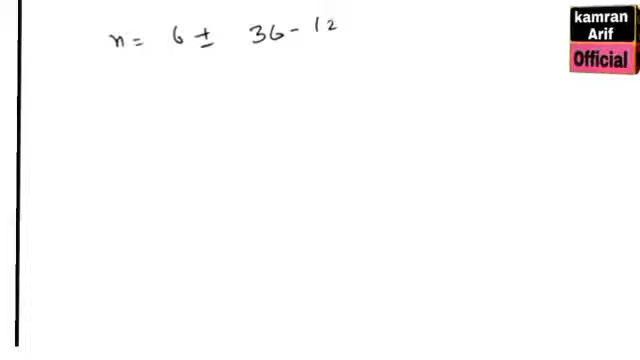 n = 6 ± 36 - 12
kamran
Arif
Official